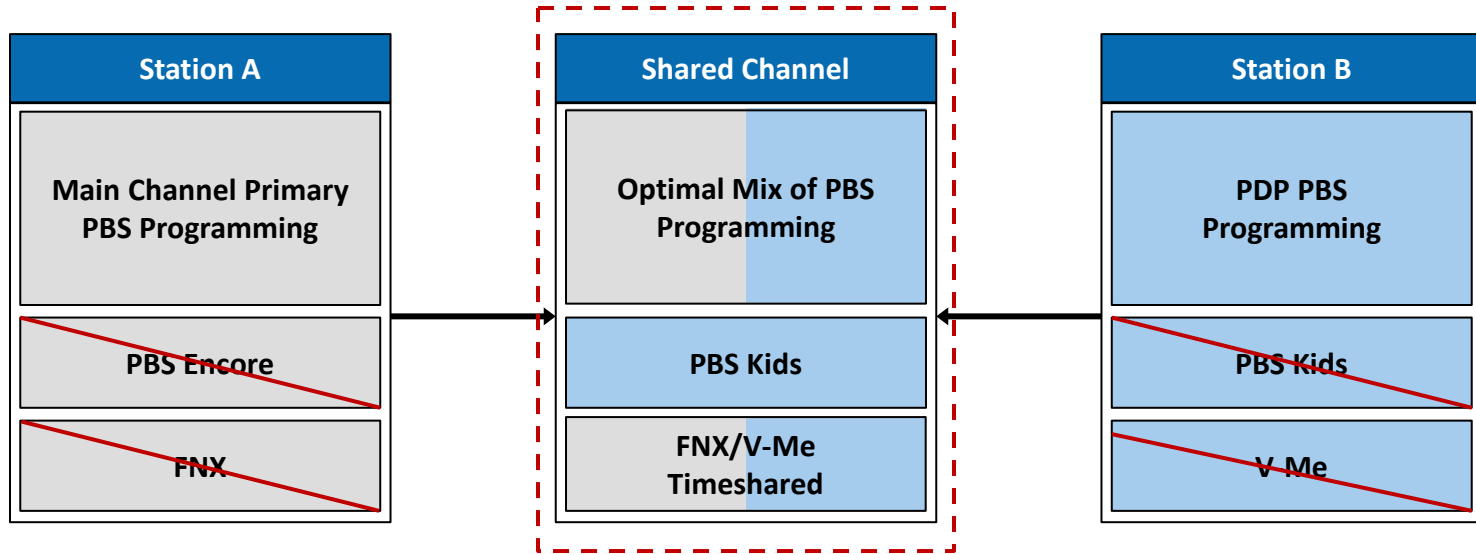 Station A
Main Channel Primary
PBS Programming
PBS Encore
FNX
Shared Channel
Optimal Mix of PBS
Programming
PBS Kids
FNX/V-Me
Timeshared
Station B
PDP PBS
Programming
PBS Kids
V-Me